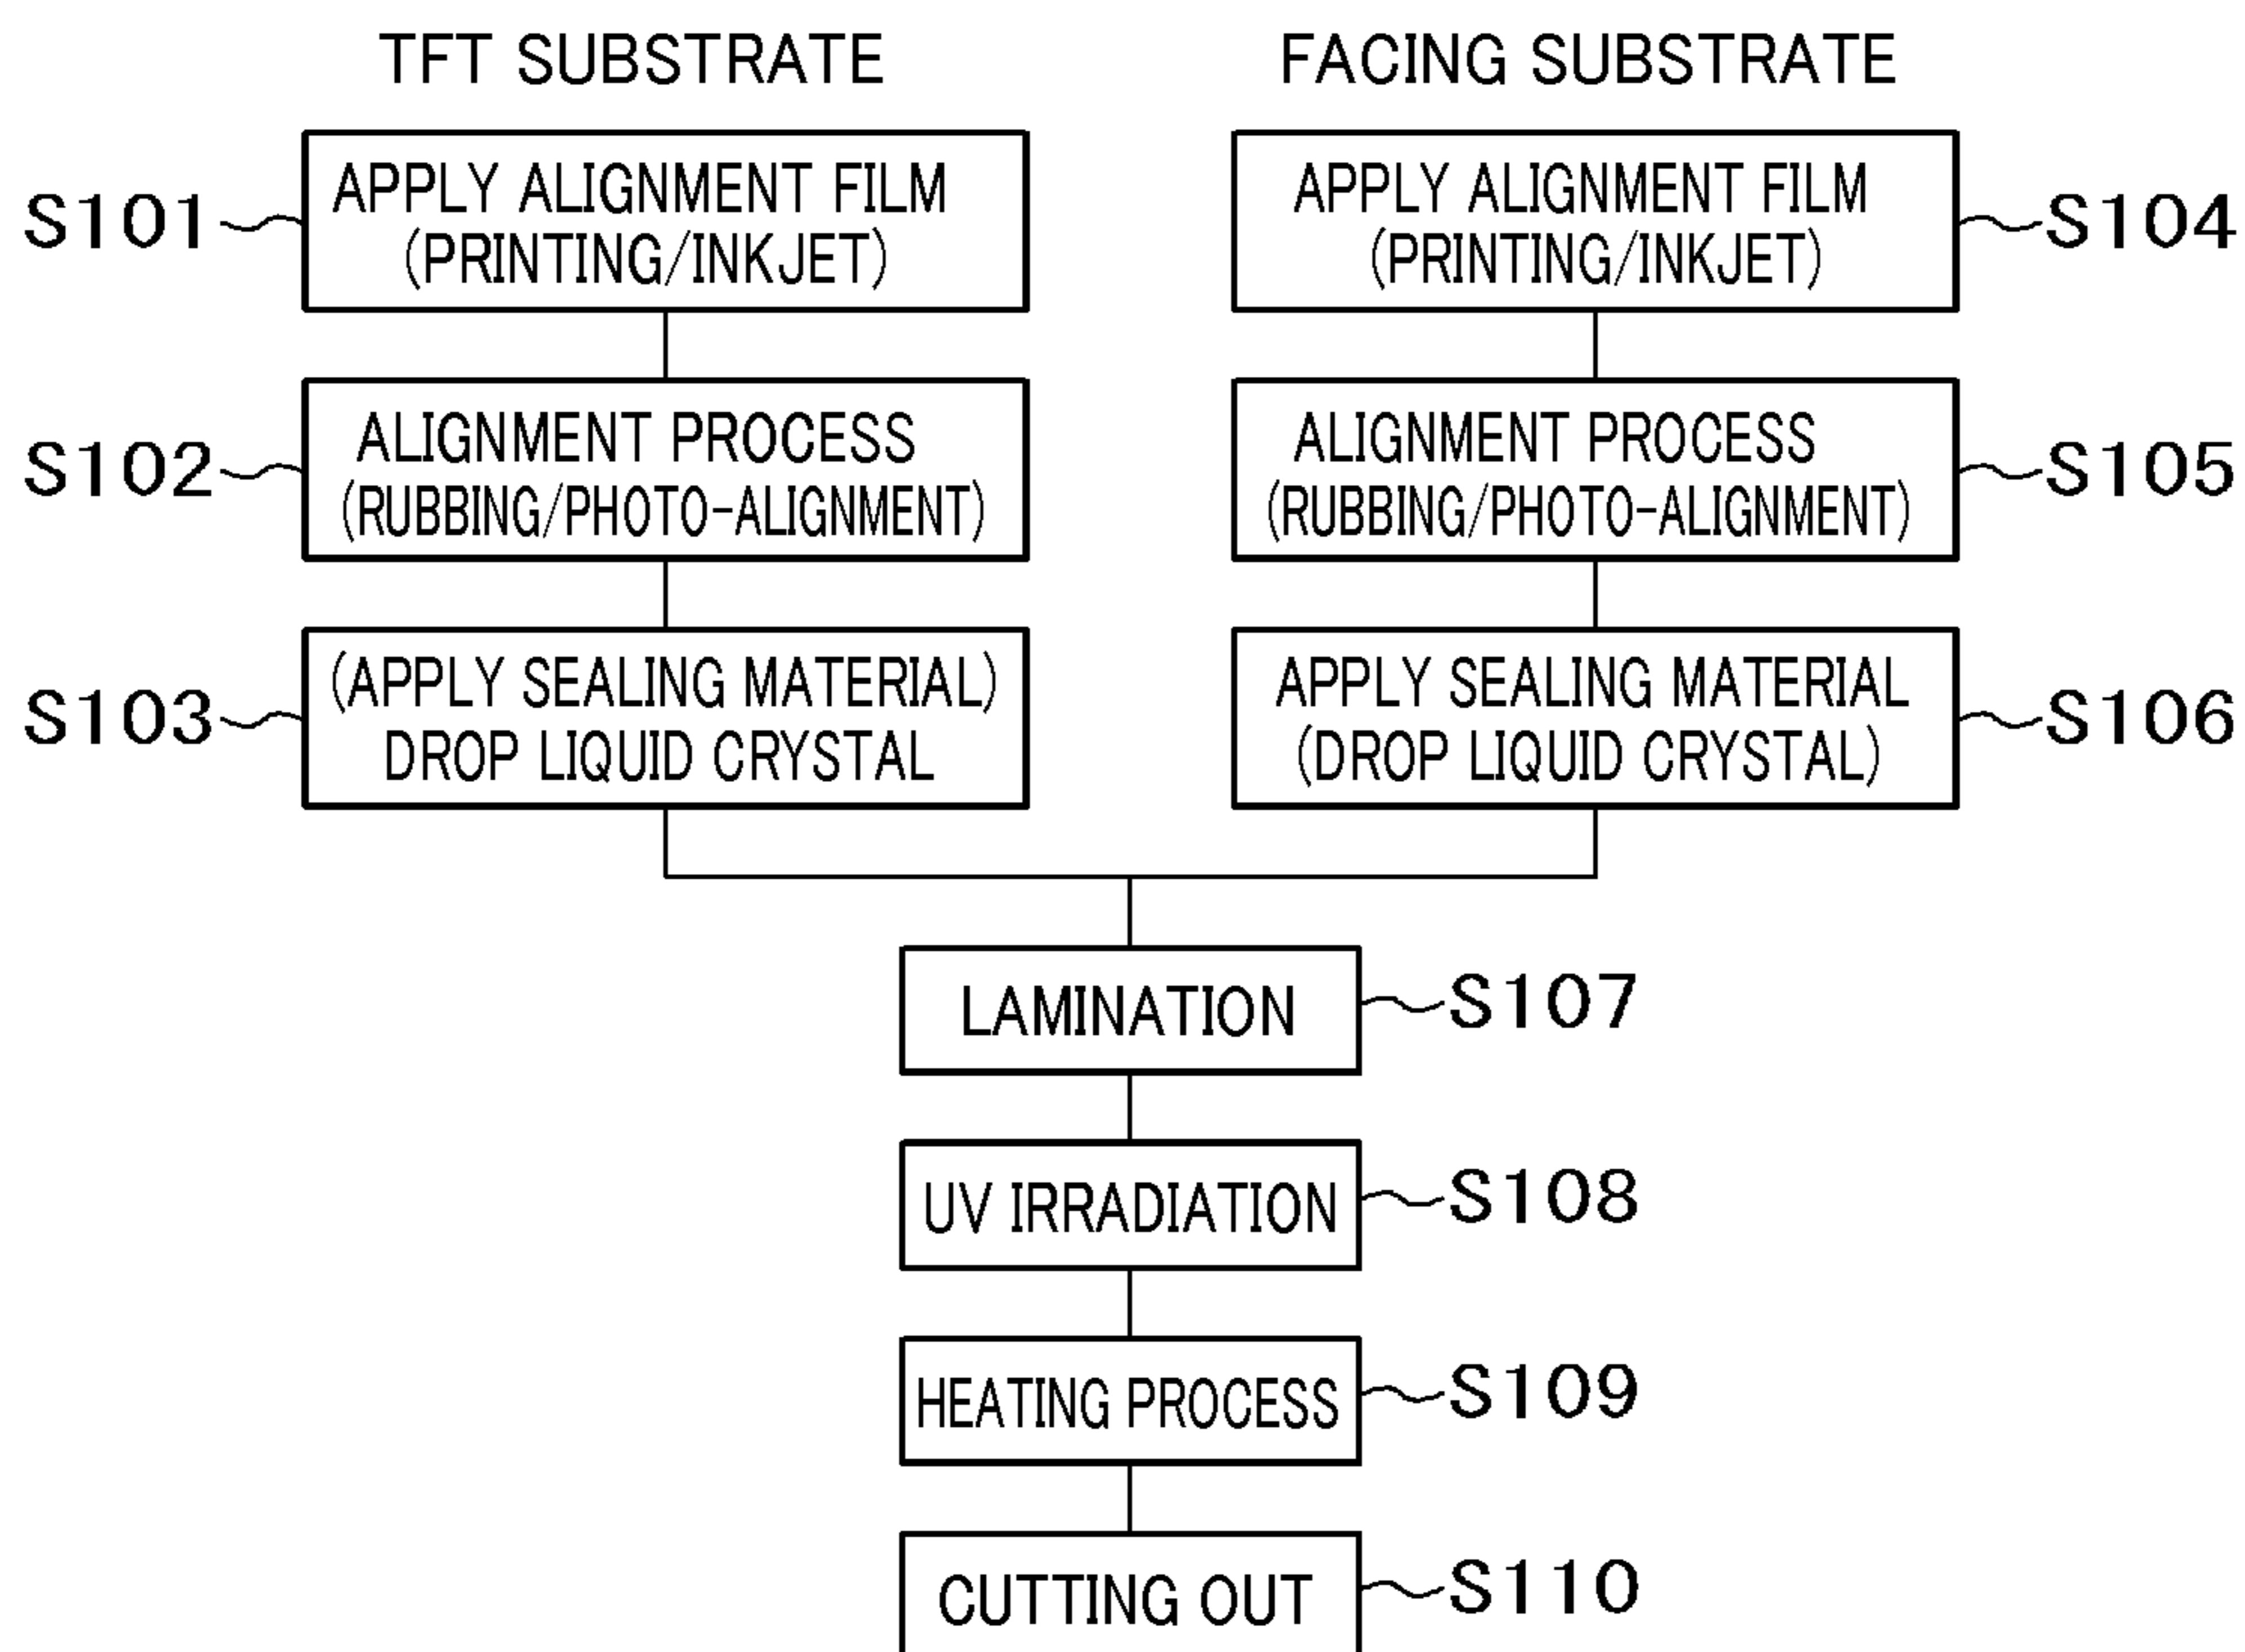 TFT SUBSTRATE
FACING SUBSTRATE
S101
APPLY ALIGNMENT FILM
(PRINTING/INKJET)
APPLY ALIGNMENT FILM
(PRINTING/INKJET)
S104
S102
ALIGNMENT PROCESS
(RUBBING/PHOTO-ALIGNMENT)
ALIGNMENT PROCESS
(RUBBING/PHOTO-ALIGNMENT)
S105
S103
(APPLY SEALING MATERIAL)
DROP LIQUID CRYSTAL
APPLY SEALING MATERIAL
(DROP LIQUID CRYSTAL)
S106
LAMINATION
S107
UV IRRADIATION
S108
HEATING PROCESS
S109
CUTTING OUT
S110